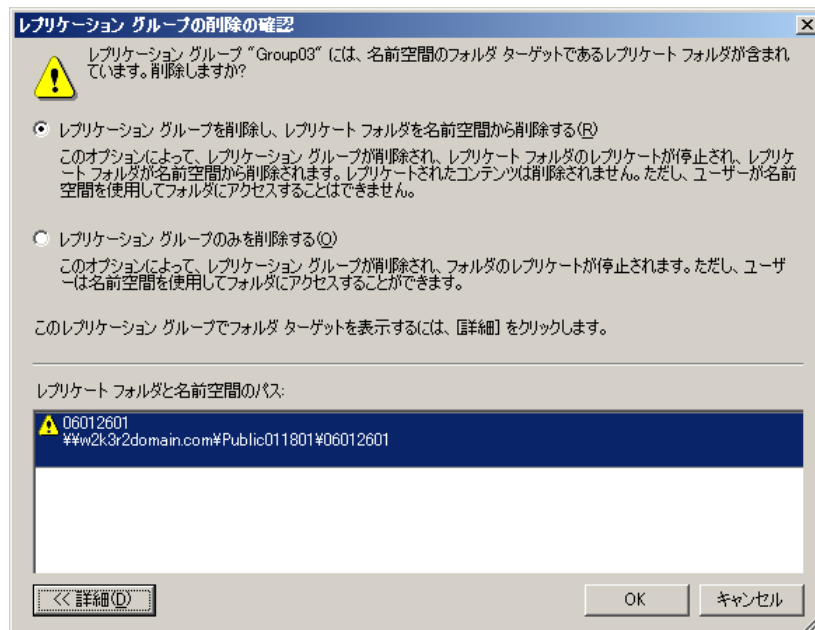 レプリケーション グループの削除の確認
レプリケーション グループ "Group03" には、名前空間のフォルダ ターゲットであるレプリケート フォルダが含まれ
ています。削除しますか?
レプリケーション グループを削除し、レプリケート フォルダを名前空間から削除する(R)
このオプションによって、レプリケーション グループが削除され、レプリケート フォルダのレプリケートが停止され、レプリケ
ート フォルダが名前空間から削除されます。レプリケートされたコンテンツは削除されません。ただし、ユーザーが名前
空間を使用してフォルダにアクセスすることはできません。
レプリケーション グループのみを削除する(O)
このオプションによって、レプリケーション グループが削除され、フォルダのレプリケートが停止されます。ただし、ユーザ
ーは名前空間を使用してフォルダにアクセスすることができます。
このレプリケーション グループでフォルダ ターゲットを表示するには、[詳細] をクリックします。
レプリケート フォルダと名前空間のパス:
06012601
¥¥w2k3r2domain.com¥Public011801¥06012601
<< 詳細(D)
OK
キャンセル